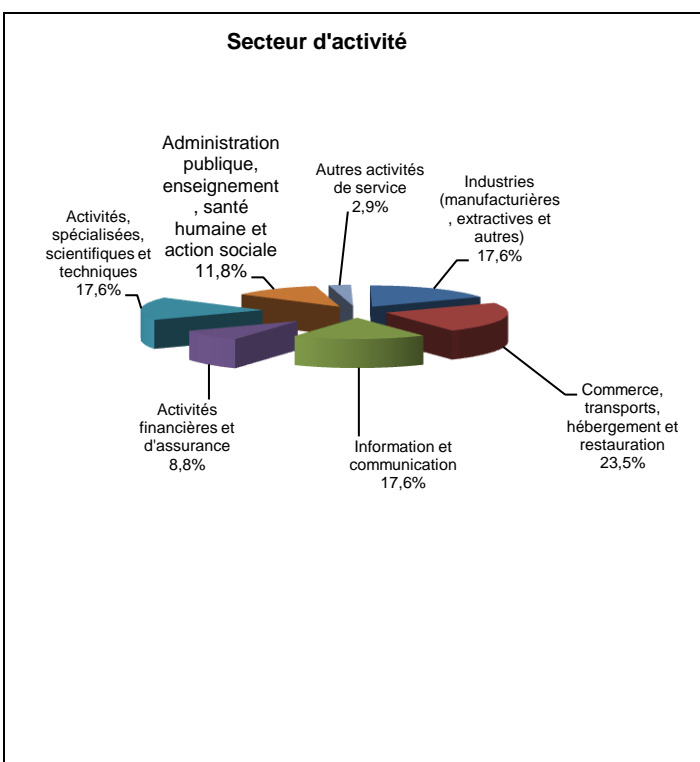 Secteur d'activité
Administration
publique,
enseignement
, santé
humaine et
action sociale
11,8%
Autres activités
de service
2,9%
Industries
(manufacturières
, extractives et
autres)
17,6%
Activités,
spécialisées,
scientifiques et
techniques
17,6%
Commerce,
transports,
hébergement et
restauration
23,5%
Activités
financières et
d'assurance
8,8%
Information et
communication
17,6%